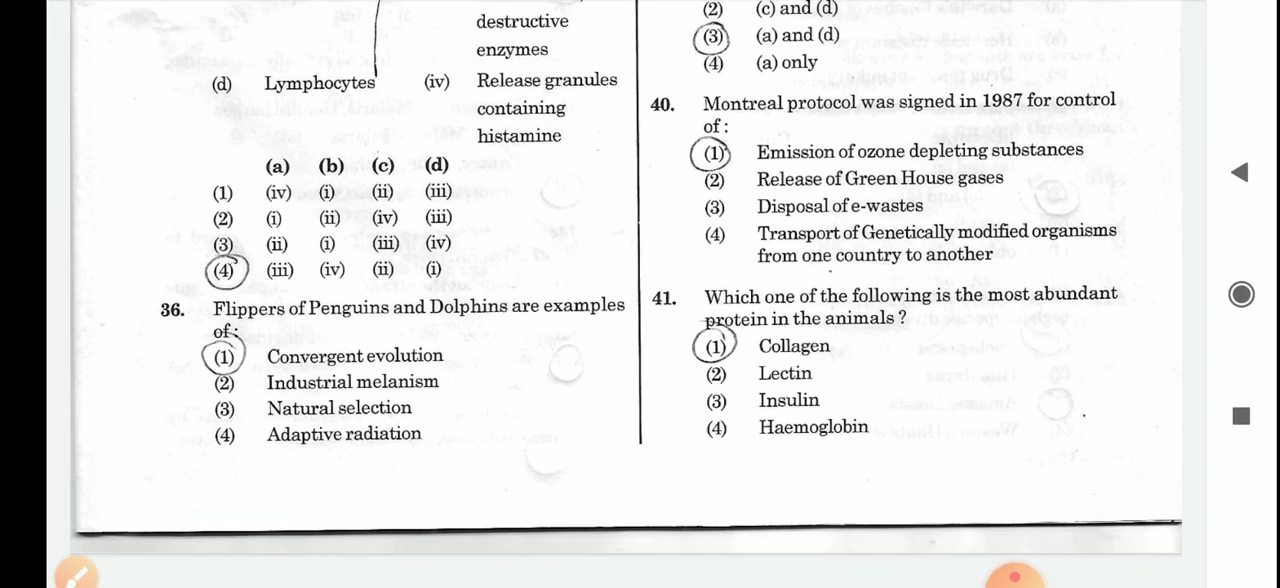 destructive
enzymes
(d) Lymphocytes (iv) Release granules
containing
histamine
(a) (b) (c) (d)
(1) (iv) (i) (ii) (iii)
(2) (i) (ii) (iv) (iii)
(3) (ii) (i) (iii) (iv)
(4) (iii) (iv) (ii) (i)
36. Flippers of Penguins and Dolphins are examples
of :
(1) Convergent evolution
(2) Industrial melanism
(3) Natural selection
(4) Adaptive radiation
(2) (c) and (d)
(3) (a) and (d)
(4) (a) only
40. Montreal protocol was signed in 1987 for control
of :
(1) Emission of ozone depleting substances
(2) Release of Green House gases
(3) Disposal of e-wastes
(4) Transport of Genetically modified organisms
from one country to another
41. Which one of the following is the most abundant
protein in the animals ?
(1) Collagen
(2) Lectin
(3) Insulin
(4) Haemoglobin